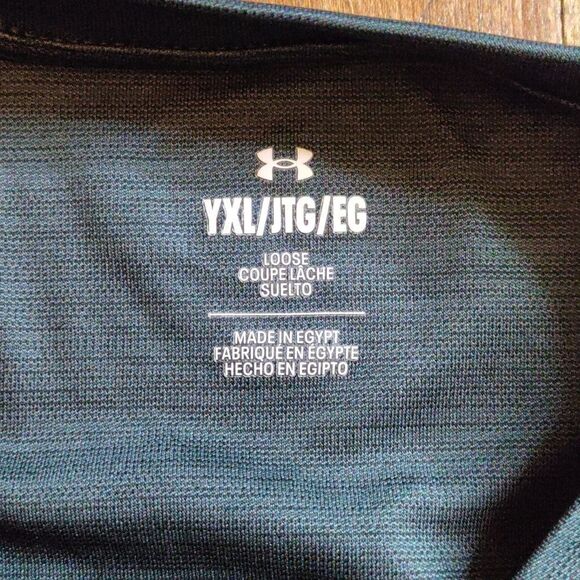 YXL/JTG/EG
LOOSE
COUPE LÂCHE
SUELTO
MADE IN EGYPT
FABRIQUÉ EN ÉGYPTE
HECHO EN EGIPTO